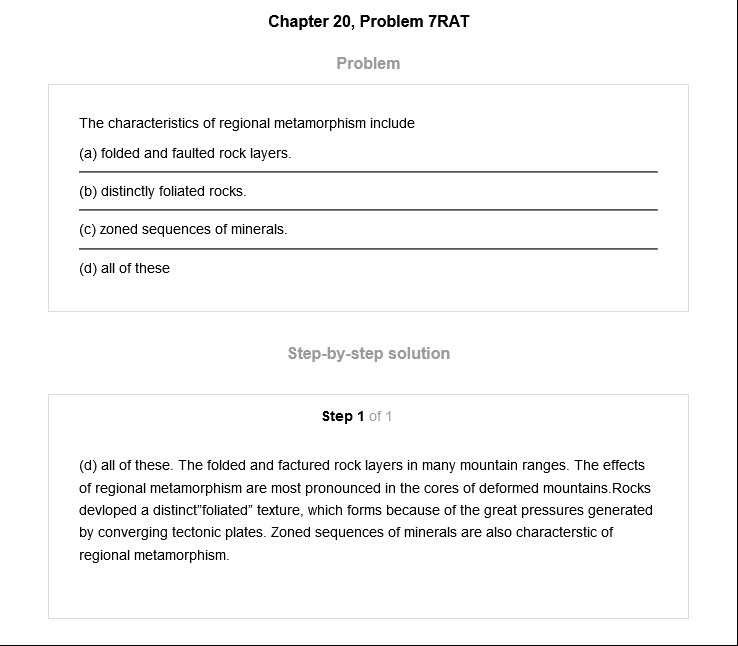 Chapter 20, Problem 7RAT
Problem
The characteristics of regional metamorphism include
(a) folded and faulted rock layers.
(b) distinctly foliated rocks.
(c) zoned sequences of minerals.
(d) all of these
Step-by-step solution
Step 1 of 1
(d) all of these. The folded and factured rock layers in many mountain ranges. The effects
of regional metamorphism are most pronounced in the cores of deformed mountains.Rocks
devloped a distinct"foliated" texture, which forms because of the great pressures generated
by converging tectonic plates. Zoned sequences of minerals are also characterstic of
regional metamorphism.